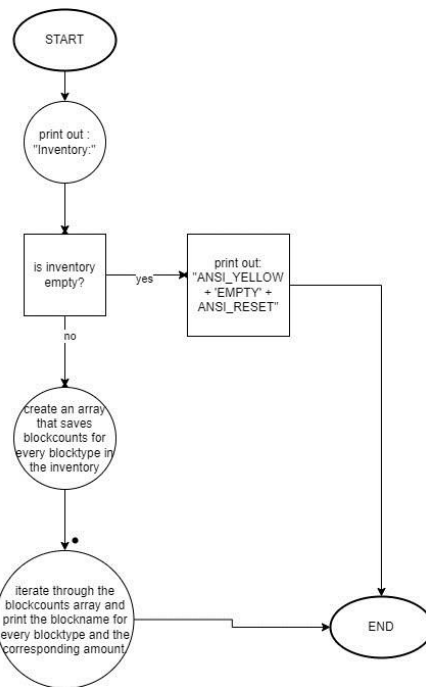 START
print out :
"Inventory:"
is inventory
empty?
yes
print out:
"ANSI_YELLOW
+ 'EMPTY' +
ANSI_RESET"
no
create an array
that saves
blockcounts for
every blocktype in
the inventory
iterate through the
blockcounts array and
print the blockname for
every blocktype and the
corresponding amount
END